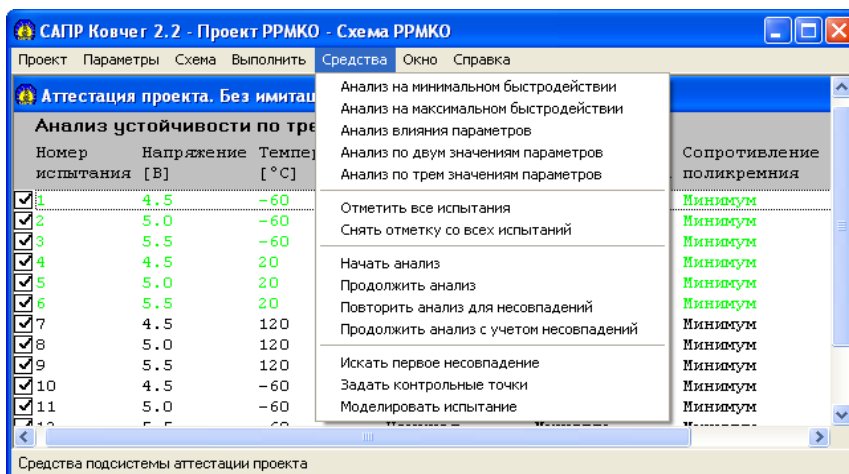 САПР Ковчег 2.2 - Проект РРМКО - Схема РРМКО
Проект Параметры Схема Выполнить Средства Окно Справка
Аттестация проекта. Без
Анализ устойчивости по
Номер испытания Напряжение [В] [°C] Сопротивление поликремния
1 4.5 -60 Минимум
2 5.0 -60 Минимум
3 5.5 -60 Минимум
4 4.5 20 Минимум
5 5.0 20 Минимум
6 5.5 20 Минимум
7 4.5 120 Минимум
8 5.0 120 Минимум
9 5.5 120 Минимум
10 4.5 -60 Минимум
11 5.0 -60 Минимум
Анализ на минимальном быстродействии
Анализ на максимальном быстродействии
Анализ влияния параметров
Анализ по двум значениям параметров
Анализ по трем значениям параметров
Отметить все испытания
Снять отметку со всех испытаний
Начать анализ
Продолжить анализ
Повторить анализ для несовпадений
Продолжить анализ с учетом несовпадений
Искать первое несовпадение
Задать контрольные точки
Моделировать испытание
Средства подсистемы аттестации проекта